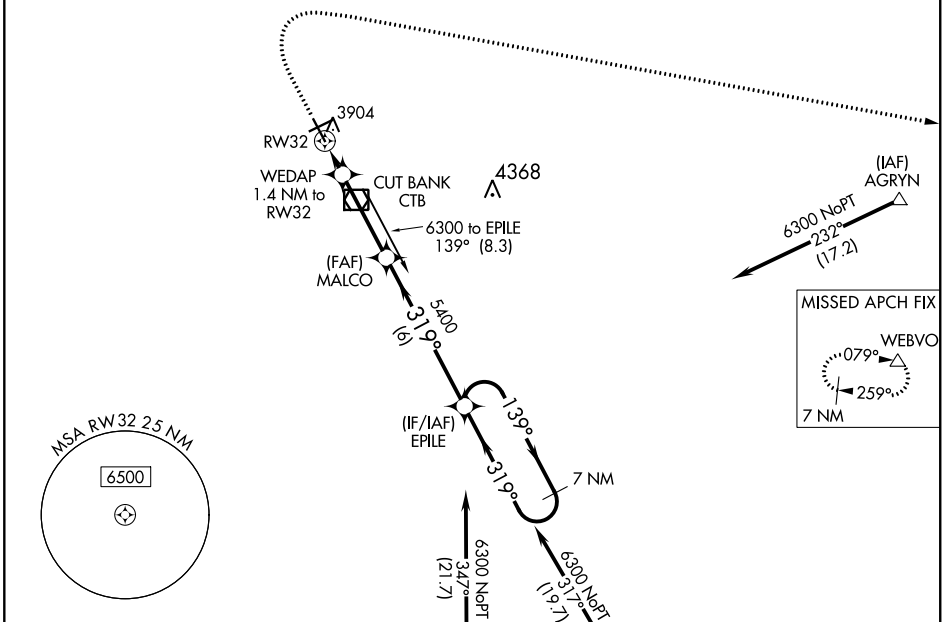 3904
RW32
WEDAP
1.4 NM to
RW32
CUT BANK
CTB
4368
6300 to EPILE
139° (8.3)
(FAF)
MALCO
5400
319°
(6)
(IAF)
AGRYN
6300 NoPT
232°
(17.2)
MISSED APCH FIX
WEBVO
079°
259°
7 NM
(IF/IAF)
EPILE
139°
319°
7 NM
MSA RW32 25 NM
6500
6300 NoPT
347°
(21.7)
6300 NoPT
317°
(19.7)